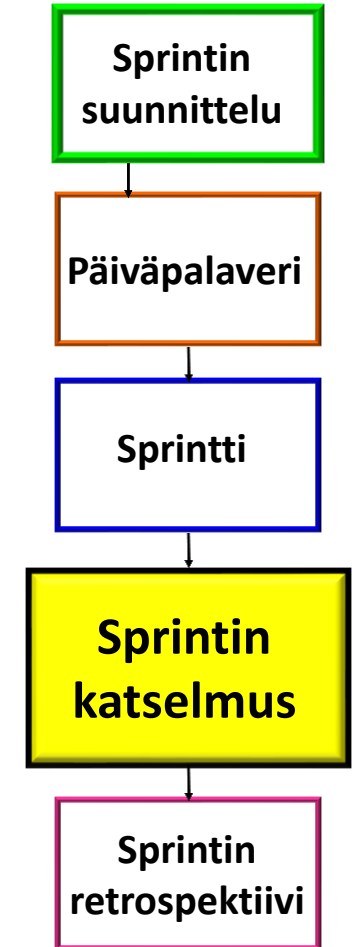 Sprintin
suunnittelu
Päiväpalaveri
Sprintti
Sprintin
katselmus
Sprintin
retrospektiivi